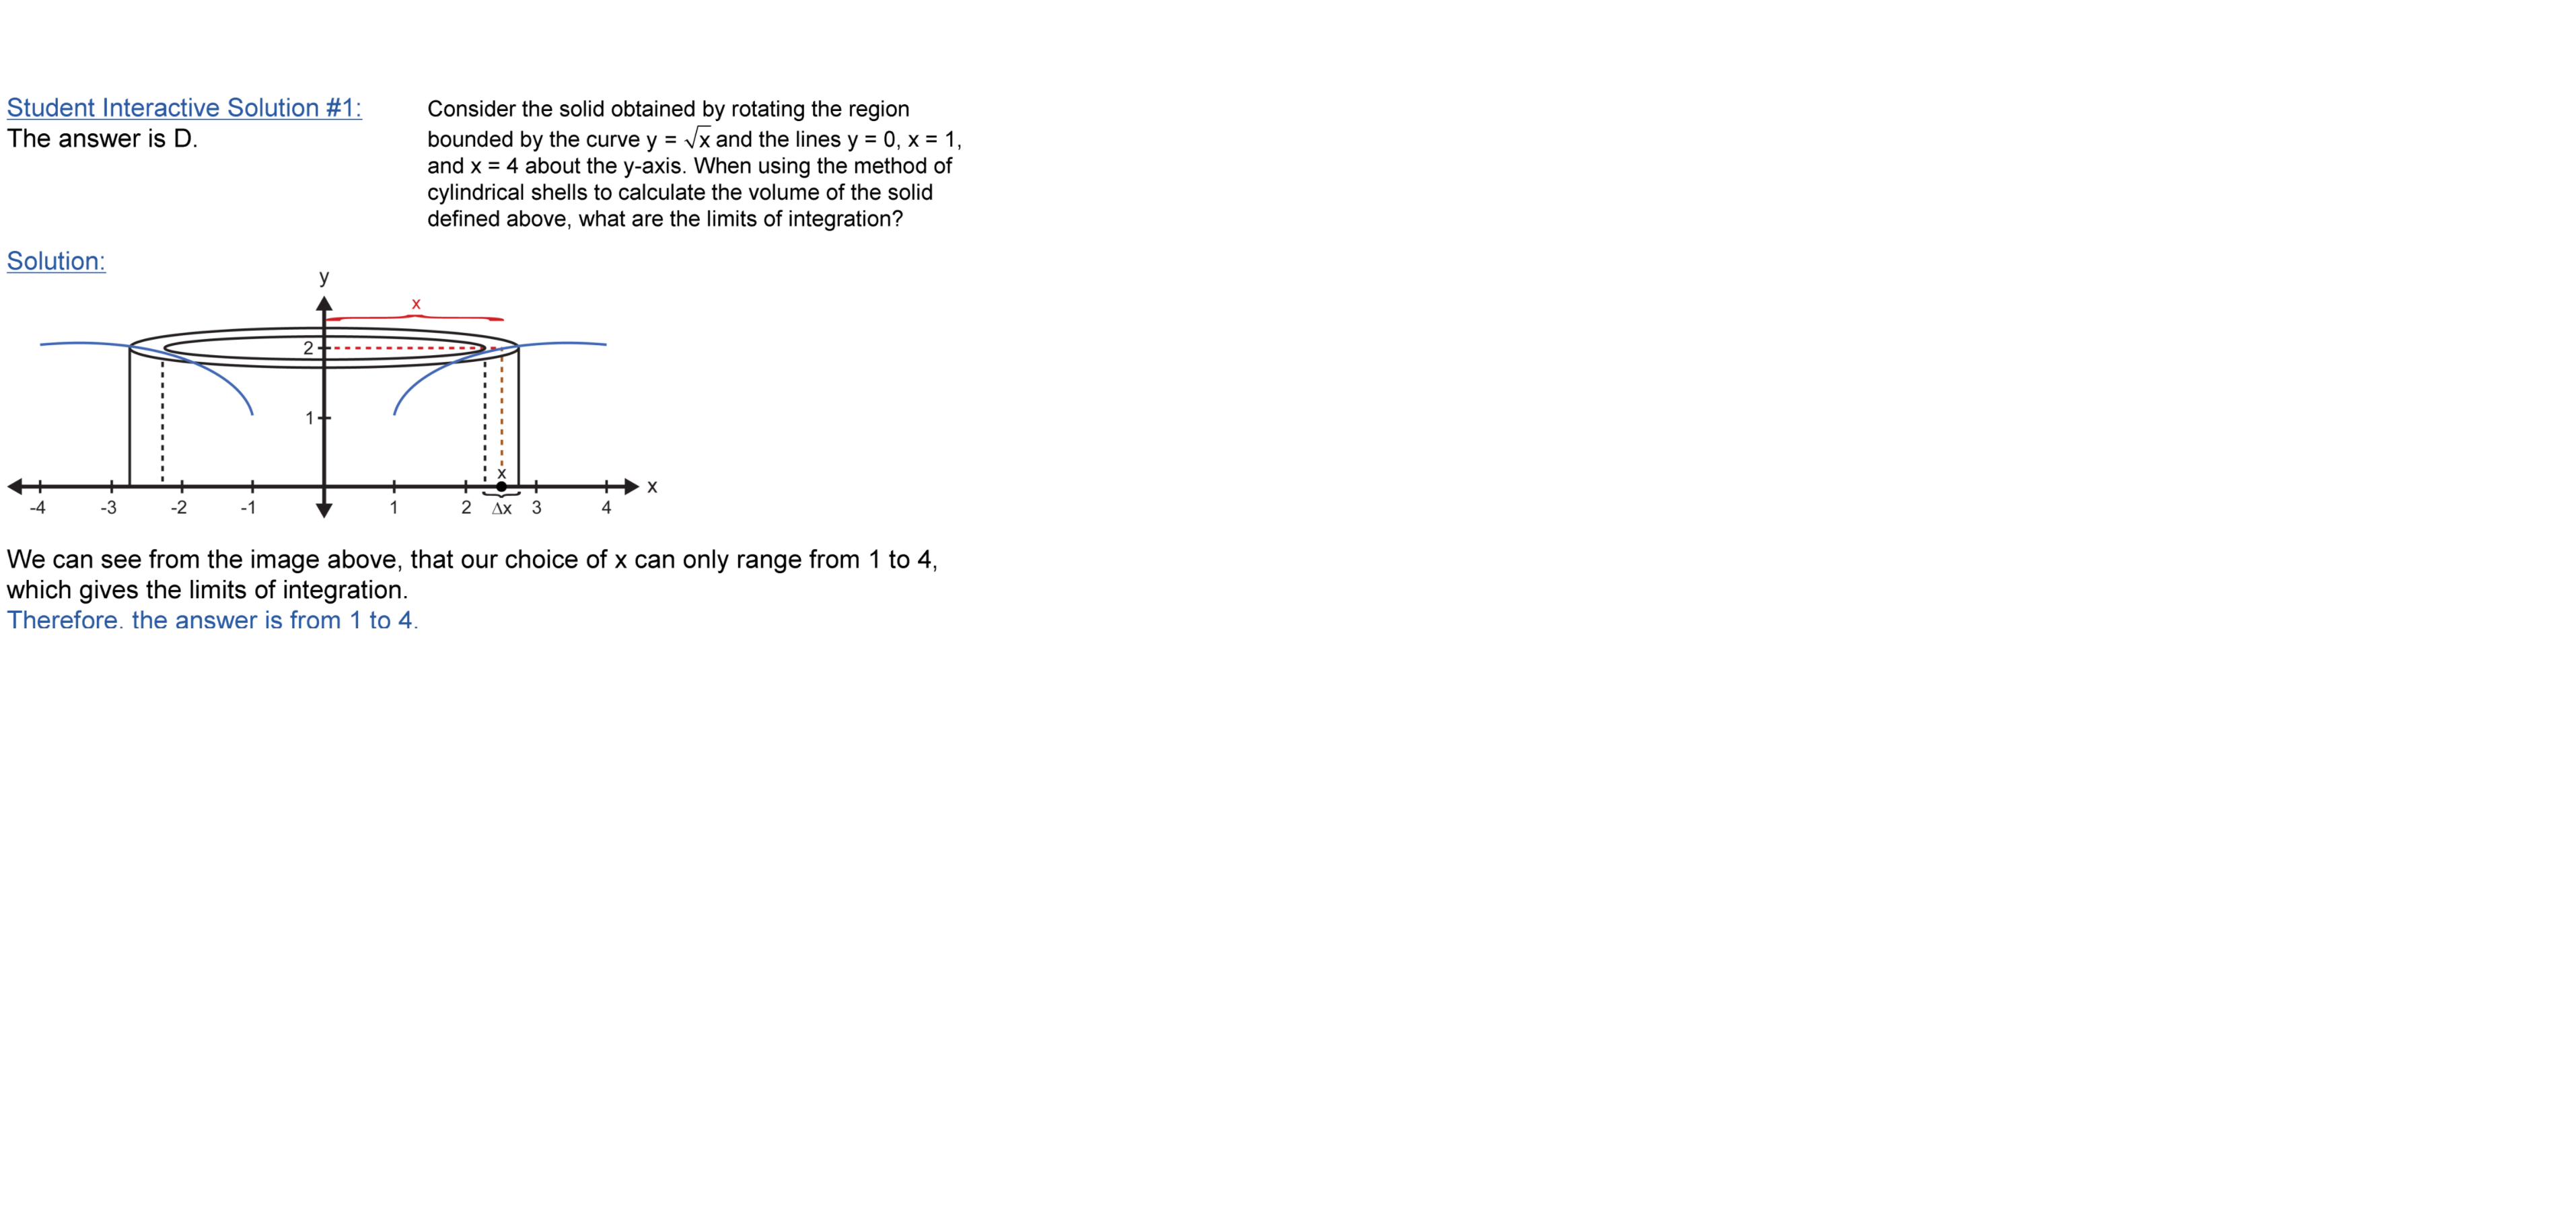 Student Interactive Solution #1:
The answer is D.
Consider the solid obtained by rotating the region
bounded by the curve y = √x and the lines y = 0, x = 1,
and x = 4 about the y-axis. When using the method of
cylindrical shells to calculate the volume of the solid
defined above, what are the limits of integration?
Solution:
y
x
2
1
x
x
-4 -3 -2 -1 1 2 Δx 3 4
We can see from the image above, that our choice of x can only range from 1 to 4,
which gives the limits of integration.
Therefore, the answer is from 1 to 4.